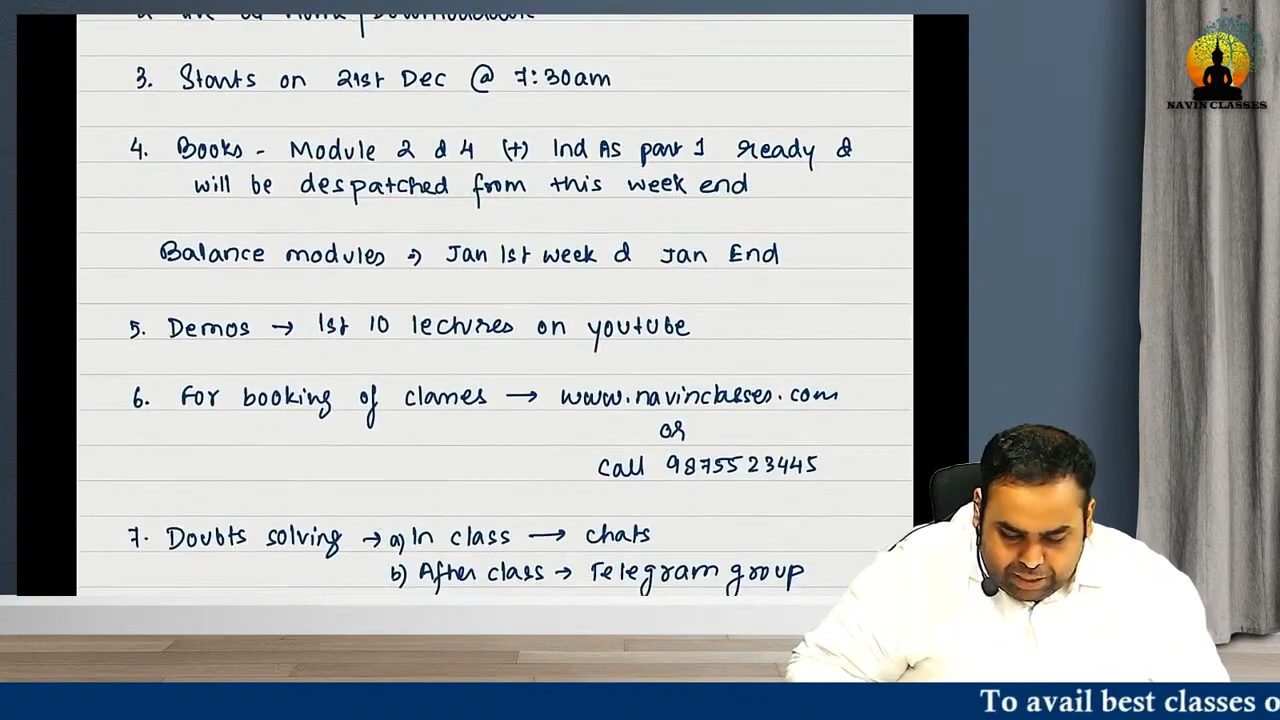 NAVIN CLASSES
3. Starts on 21st Dec @ 7:30am
4. Books - Module 2 & 4 (+) Ind AS part 1 ready &
will be despatched from this week end
Balance modules ⇒ Jan 1st week & Jan End
5. Demos → 1st 10 lectures on youtube
6. For booking of classes → www.navinclasses.com
or
Call 9875523445
7. Doubts solving → a) In class → chats
b) After class → Telegram group
To avail best classes o